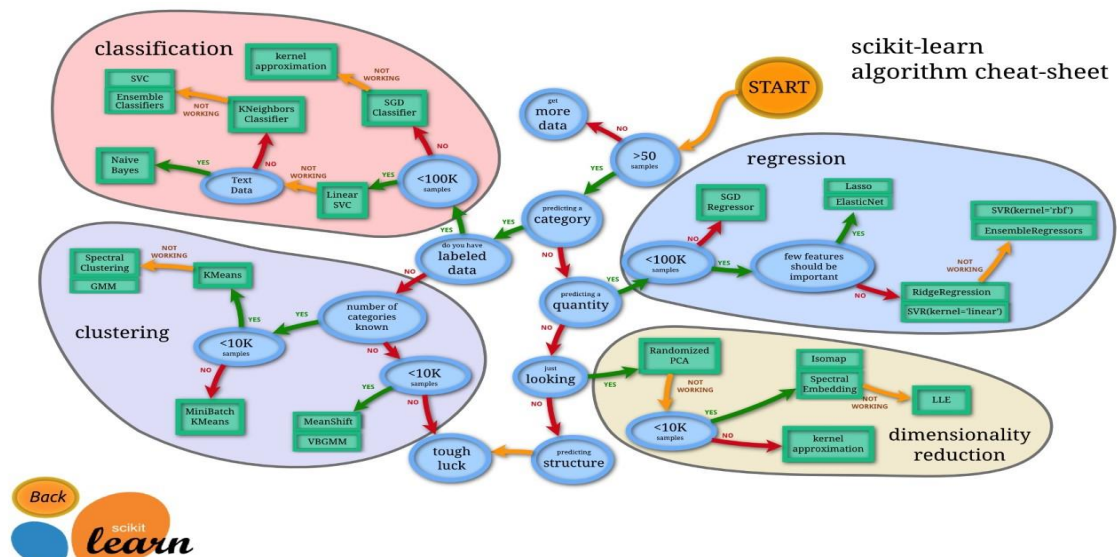 scikit-learn
algorithm cheat-sheet
START
classification
kernel
approximation
NOT
WORKING
SVC
Ensemble
Classifiers
NOT
WORKING
KNeighbors
Classifier
SGD
Classifier
NO
Naive
Bayes
YES
NO
Text
Data
NOT
WORKING
Linear
SVC
YES
<100K
samples
get
more
data
NO
>50
samples
YES
predicting a
category
YES
NO
do you have
labeled
data
YES
NO
regression
SGD
Regressor
NO
<100K
samples
YES
Lasso
ElasticNet
YES
few features
should be
important
NO
SVR(kernel='rbf')
EnsembleRegressors
NOT
WORKING
RidgeRegression
SVR(kernel='linear')
predicting a
quantity
YES
NO
clustering
Spectral
Clustering
GMM
NOT
WORKING
KMeans
YES
number of
categories
known
YES
NO
<10K
samples
NO
MiniBatch
KMeans
<10K
samples
YES
NO
MeanShift
VBGMM
tough
luck
just
looking
YES
NO
predicting
structure
dimensionality
reduction
Randomized
PCA
NOT
WORKING
<10K
samples
YES
NO
Isomap
Spectral
Embedding
NOT
WORKING
LLE
kernel
approximation
Back
scikit
learn